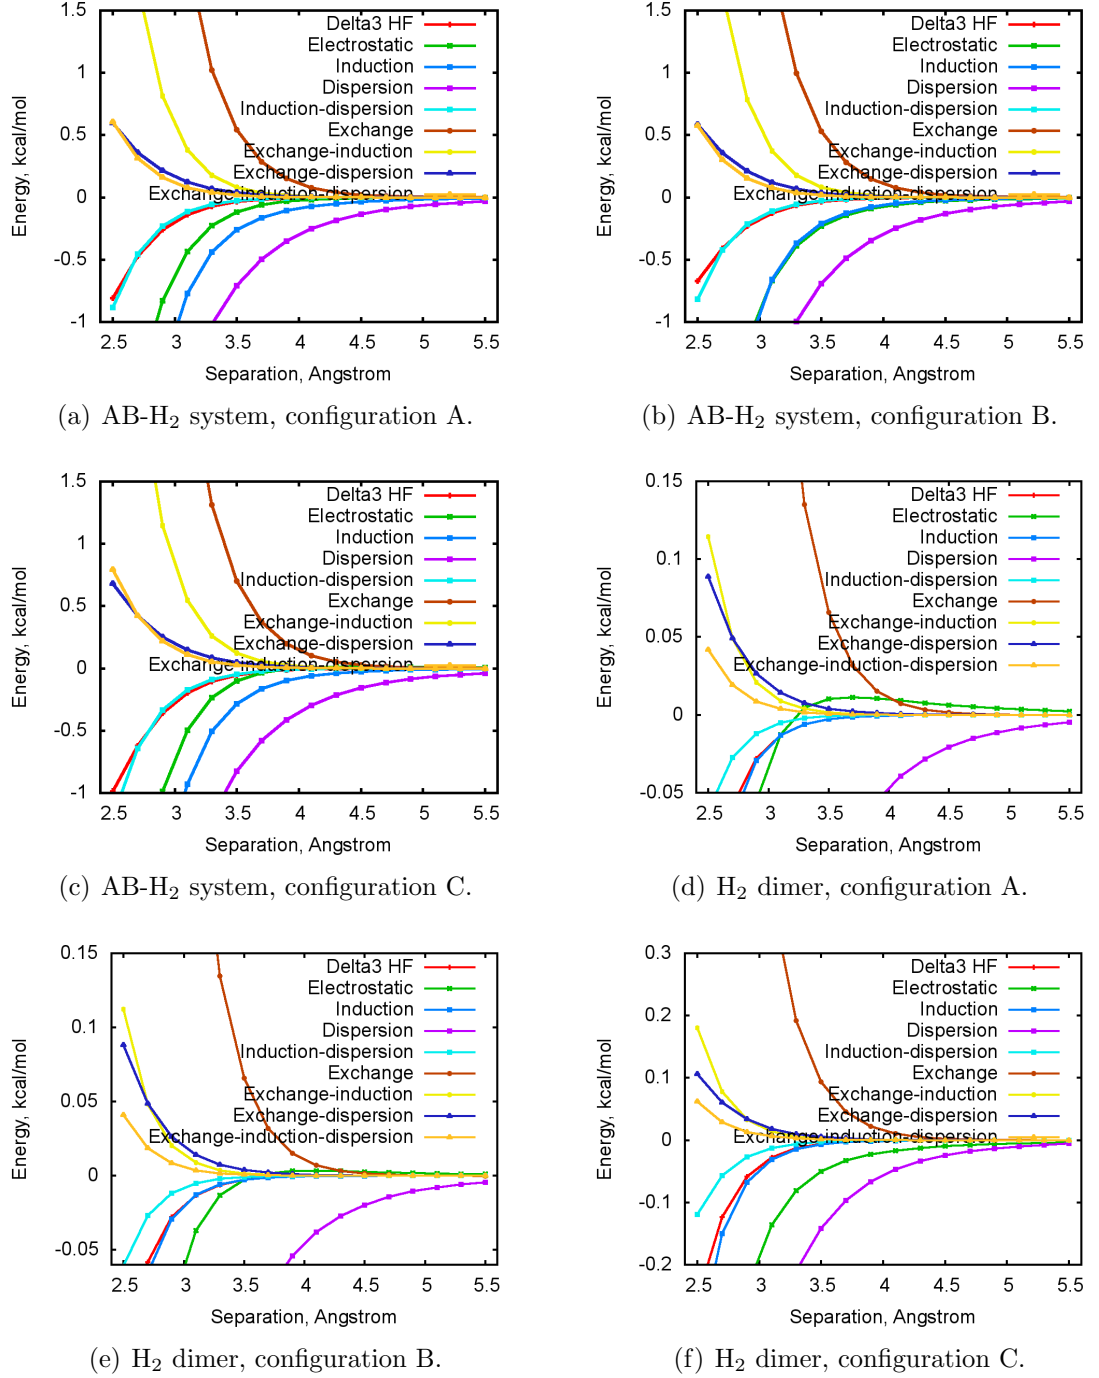 1.5
1
0.5
0
-0.5
-1
Energy, kcal/mol
Delta3 HF
Electrostatic
Induction
Dispersion
Induction-dispersion
Exchange
Exchange-induction
Exchange-dispersion
Exchange-induction-dispersion
2.5 3 3.5 4 4.5 5 5.5
Separation, Angstrom
(a) AB-H₂ system, configuration A.
1.5
1
0.5
0
-0.5
-1
Energy, kcal/mol
Delta3 HF
Electrostatic
Induction
Dispersion
Induction-dispersion
Exchange
Exchange-induction
Exchange-dispersion
Exchange-induction-dispersion
2.5 3 3.5 4 4.5 5 5.5
Separation, Angstrom
(b) AB-H₂ system, configuration B.
1.5
1
0.5
0
-0.5
-1
Energy, kcal/mol
Delta3 HF
Electrostatic
Induction
Dispersion
Induction-dispersion
Exchange
Exchange-induction
Exchange-dispersion
Exchange-induction-dispersion
2.5 3 3.5 4 4.5 5 5.5
Separation, Angstrom
(c) AB-H₂ system, configuration C.
0.15
0.1
0.05
0
-0.05
Energy, kcal/mol
Delta3 HF
Electrostatic
Induction
Dispersion
Induction-dispersion
Exchange
Exchange-induction
Exchange-dispersion
Exchange-induction-dispersion
2.5 3 3.5 4 4.5 5 5.5
Separation, Angstrom
(d) H₂ dimer, configuration A.
0.15
0.1
0.05
0
-0.05
Energy, kcal/mol
Delta3 HF
Electrostatic
Induction
Dispersion
Induction-dispersion
Exchange
Exchange-induction
Exchange-dispersion
Exchange-induction-dispersion
2.5 3 3.5 4 4.5 5 5.5
Separation, Angstrom
(e) H₂ dimer, configuration B.
0.3
0.2
0.1
0
-0.1
-0.2
Energy, kcal/mol
Delta3 HF
Electrostatic
Induction
Dispersion
Induction-dispersion
Exchange
Exchange-induction
Exchange-dispersion
Exchange-induction-dispersion
2.5 3 3.5 4 4.5 5 5.5
Separation, Angstrom
(f) H₂ dimer, configuration C.